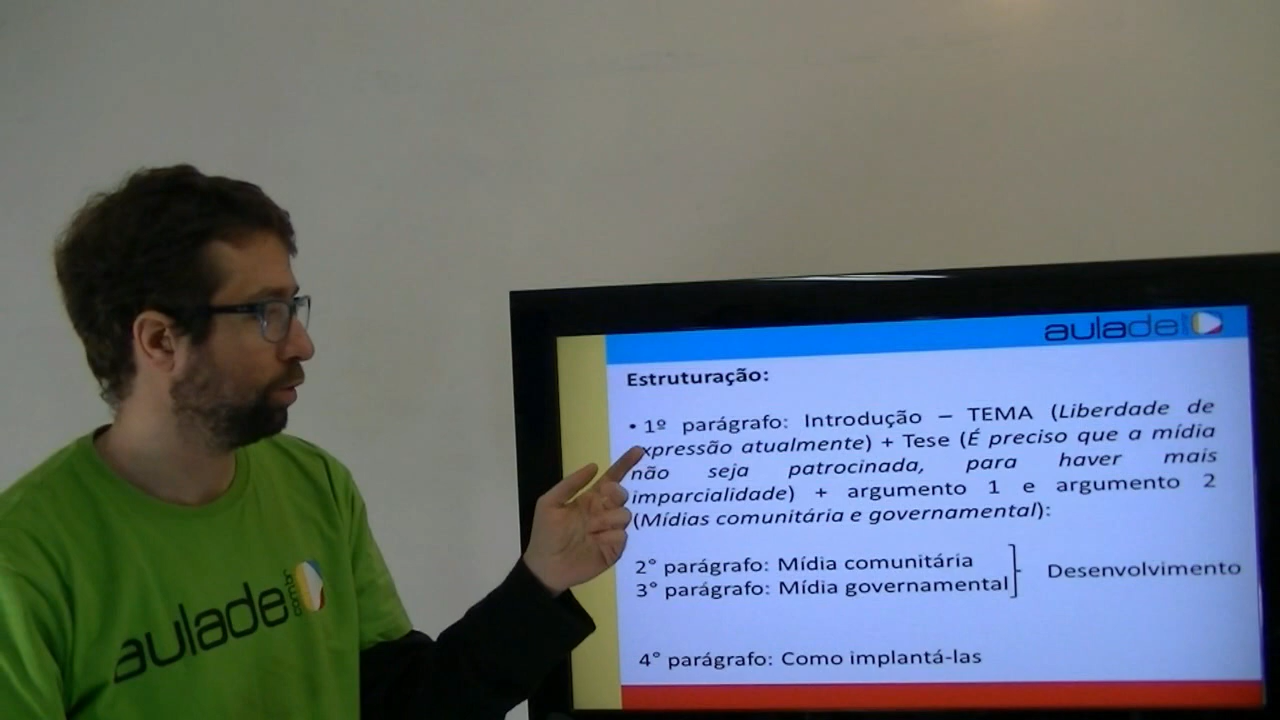 aulade
Estruturação:
• 1º parágrafo: Introdução – TEMA (Liberdade de
expressão atualmente) + Tese (É preciso que a mídia
não seja patrocinada, para haver mais
imparcialidade) + argumento 1 e argumento 2
(Mídias comunitária e governamental):
2° parágrafo: Mídia comunitária
3° parágrafo: Mídia governamental
Desenvolvimento
4° parágrafo: Como implantá-las
aulade
com.br